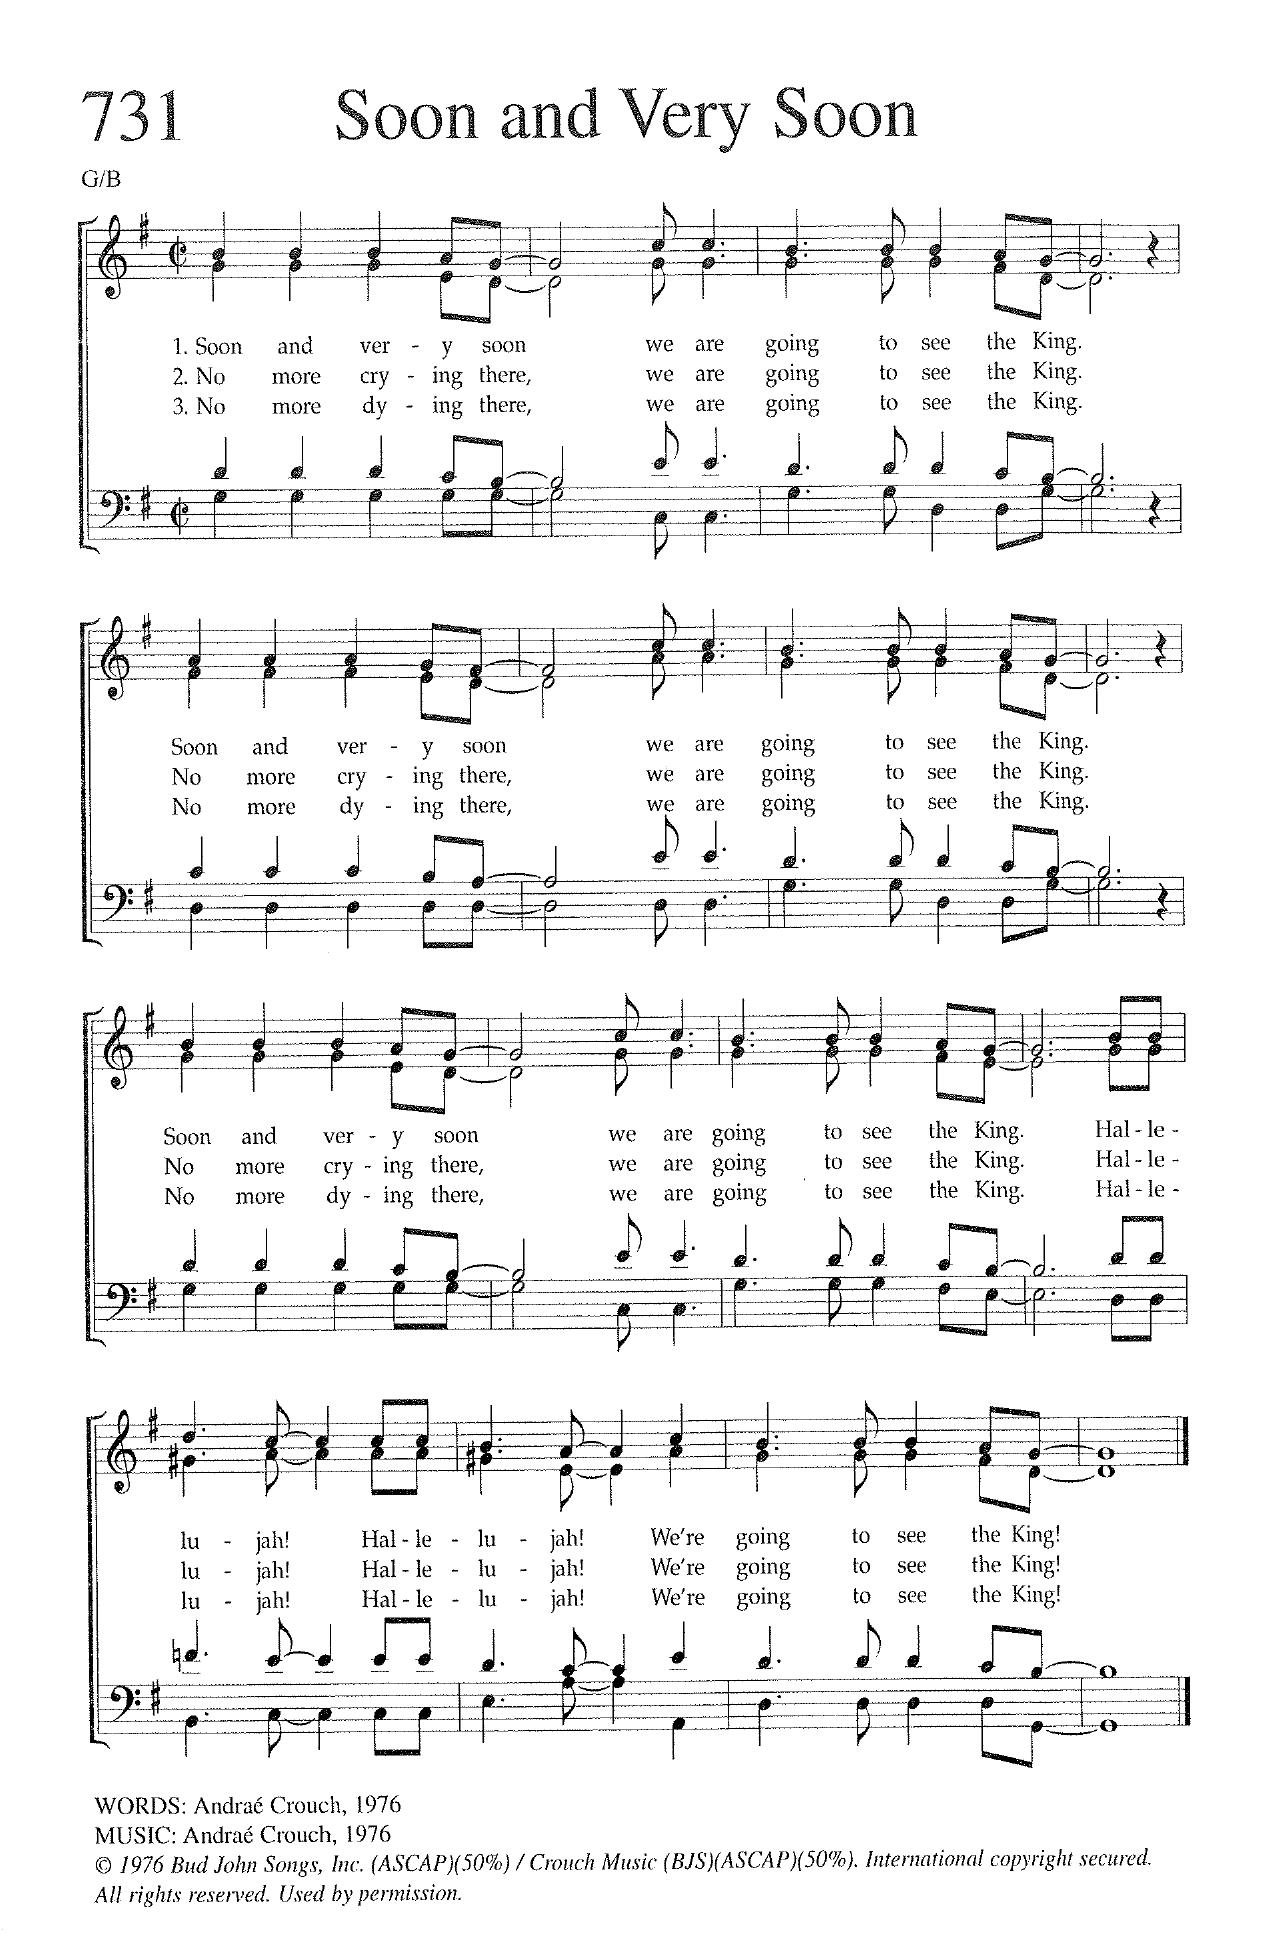 731 Soon and Very Soon
G/B
1. Soon and ver - y soon we are going to see the King.
2. No more cry - ing there, we are going to see the King.
3. No more dy - ing there, we are going to see the King.
Soon and ver - y soon we are going to see the King.
No more cry - ing there, we are going to see the King.
No more dy - ing there, we are going to see the King.
Soon and ver - y soon we are going to see the King. Hal - le -
No more cry - ing there, we are going to see the King. Hal - le -
No more dy - ing there, we are going to see the King. Hal - le -
lu - jah! Hal - le - lu - jah! We're going to see the King!
lu - jah! Hal - le - lu - jah! We're going to see the King!
lu - jah! Hal - le - lu - jah! We're going to see the King!
WORDS: Andraé Crouch, 1976
MUSIC: Andraé Crouch, 1976
© 1976 Bud John Songs, Inc. (ASCAP)(50%) / Crouch Music (BJS)(ASCAP)(50%). International copyright secured.
All rights reserved. Used by permission.